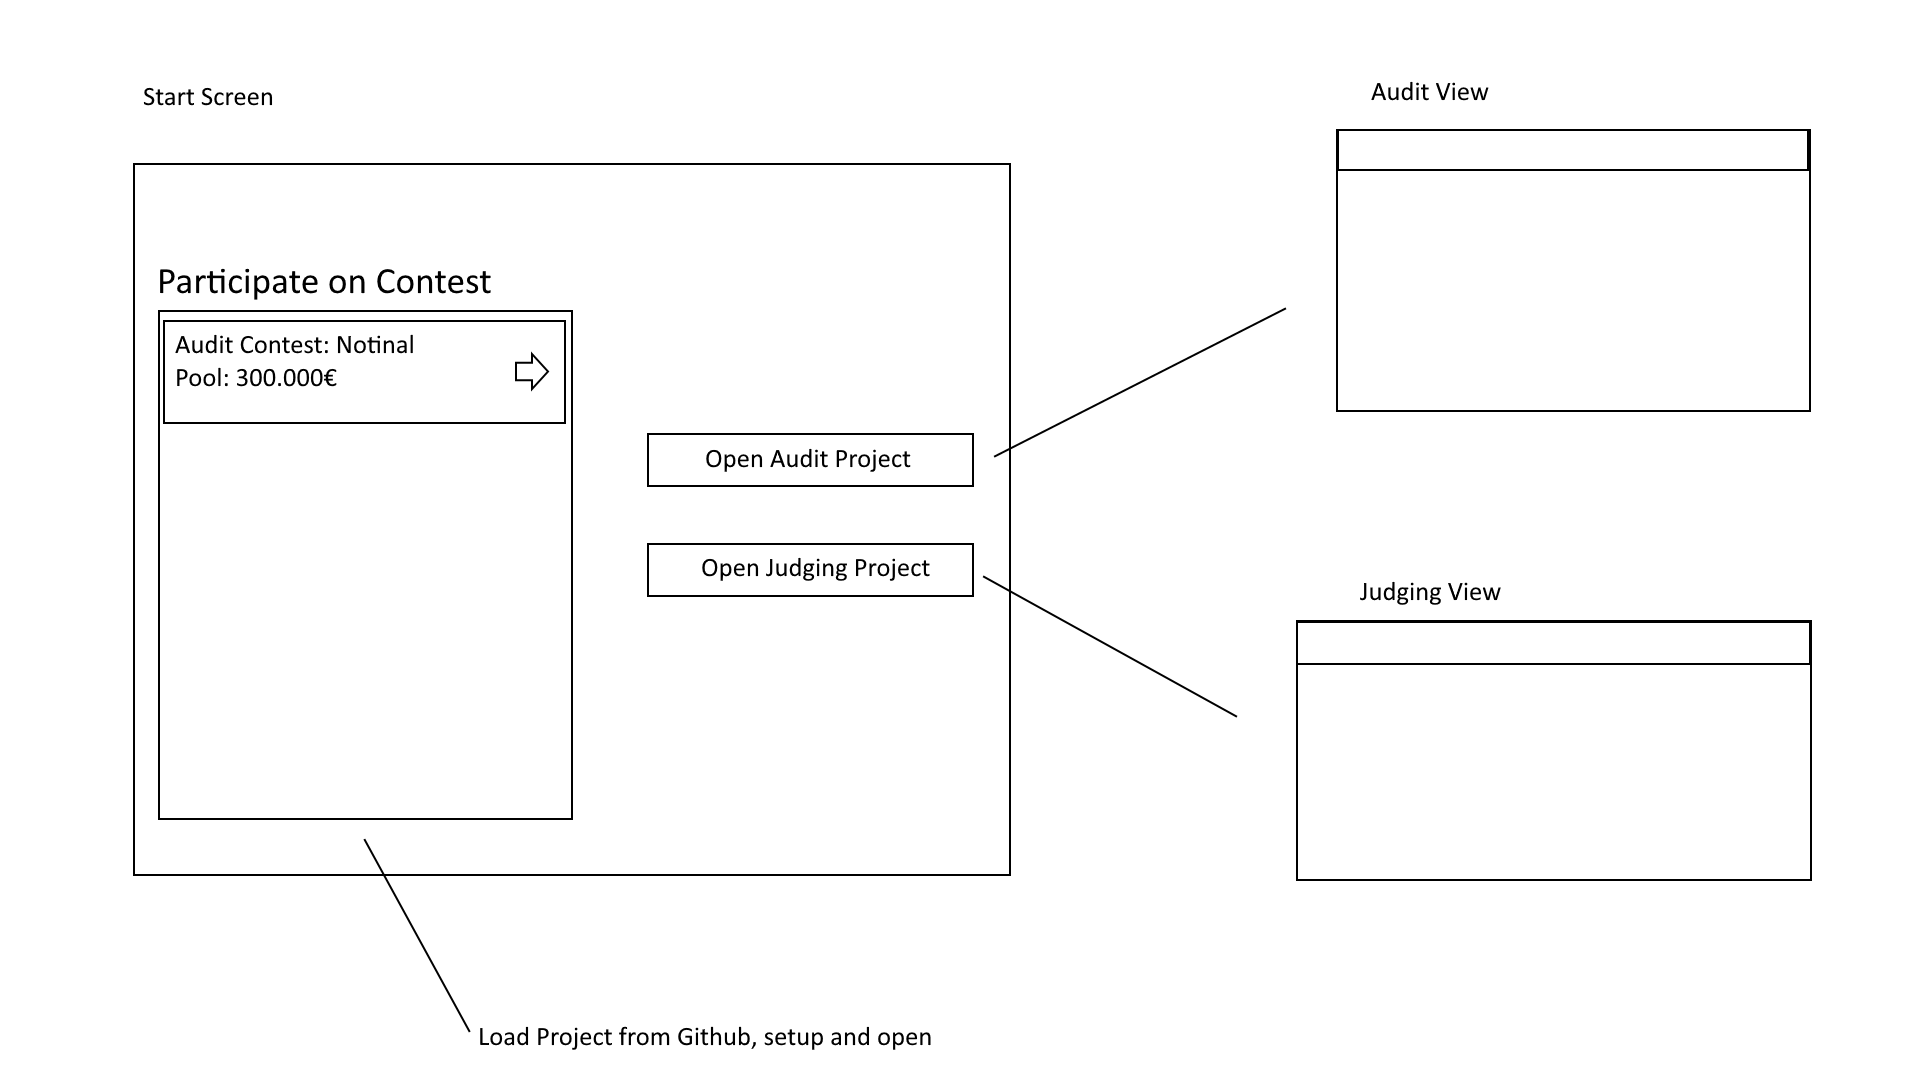 Start Screen
Audit View
Participate on Contest
Audit Contest: Notinal
Pool: 300.000€
Open Audit Project
Open Judging Project
Judging View
Load Project from Github, setup and open